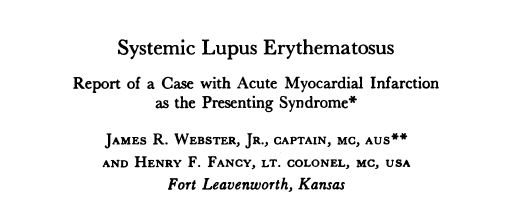 Systemic Lupus Erythematosus
Report of a Case with Acute Myocardial Infarction
as the Presenting Syndrome*
JAMES R. WEBSTER, JR., CAPTAIN, MC, AUS**
AND HENRY F. FANCY, LT. COLONEL, MC, USA
Fort Leavenworth, Kansas